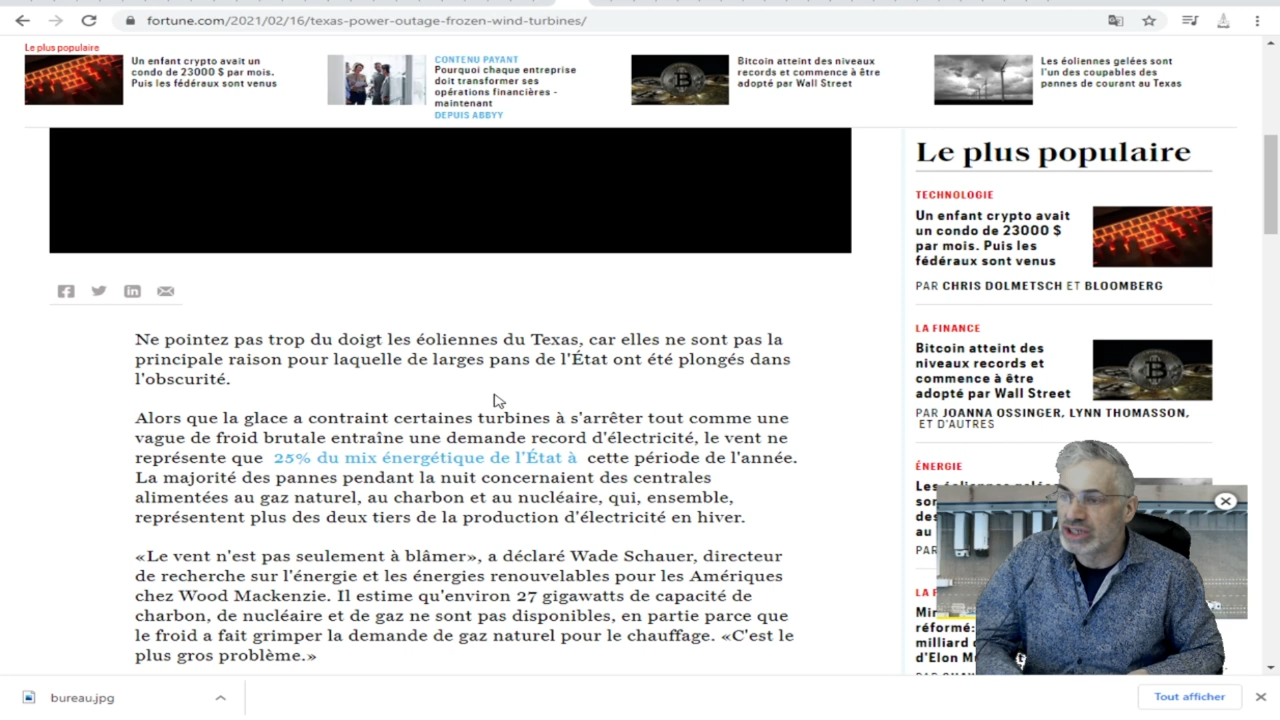 fortune.com/2021/02/16/texas-power-outage-frozen-wind-turbines/
Le plus populaire
Un enfant crypto avait un
condo de 23000 $ par mois.
Puis les fédéraux sont venus
CONTENU PAYANT
Pourquoi chaque entreprise
doit transformer ses
opérations financières -
maintenant
DEPUIS ABBYY
Bitcoin atteint des niveaux
records et commence à être
adopté par Wall Street
Les éoliennes gelées sont
l'un des coupables des
pannes de courant au Texas
Ne pointez pas trop du doigt les éoliennes du Texas, car elles ne sont pas la
principale raison pour laquelle de larges pans de l'État ont été plongés dans
l'obscurité.
Alors que la glace a contraint certaines turbines à s'arrêter tout comme une
vague de froid brutale entraîne une demande record d'électricité, le vent ne
représente que 25% du mix énergétique de l'État à cette période de l'année.
La majorité des pannes pendant la nuit concernaient des centrales
alimentées au gaz naturel, au charbon et au nucléaire, qui, ensemble,
représentent plus des deux tiers de la production d'électricité en hiver.
«Le vent n'est pas seulement à blâmer», a déclaré Wade Schauer, directeur
de recherche sur l'énergie et les énergies renouvelables pour les Amériques
chez Wood Mackenzie. Il estime qu'environ 27 gigawatts de capacité de
charbon, de nucléaire et de gaz ne sont pas disponibles, en partie parce que
le froid a fait grimper la demande de gaz naturel pour le chauffage. «C'est le
plus gros problème.»
Le plus populaire
TECHNOLOGIE
Un enfant crypto avait
un condo de 23000 $
par mois. Puis les
fédéraux sont venus
PAR CHRIS DOLMETSCH ET BLOOMBERG
LA FINANCE
Bitcoin atteint des
niveaux records et
commence à être
adopté par Wall Street
PAR JOANNA OSSINGER, LYNN THOMASSON,
ET D'AUTRES
ÉNERGIE
Les
son
des
au
PAR
LA F
Min
réformé:
milliard
d'Elon
bureau.jpg
Tout afficher